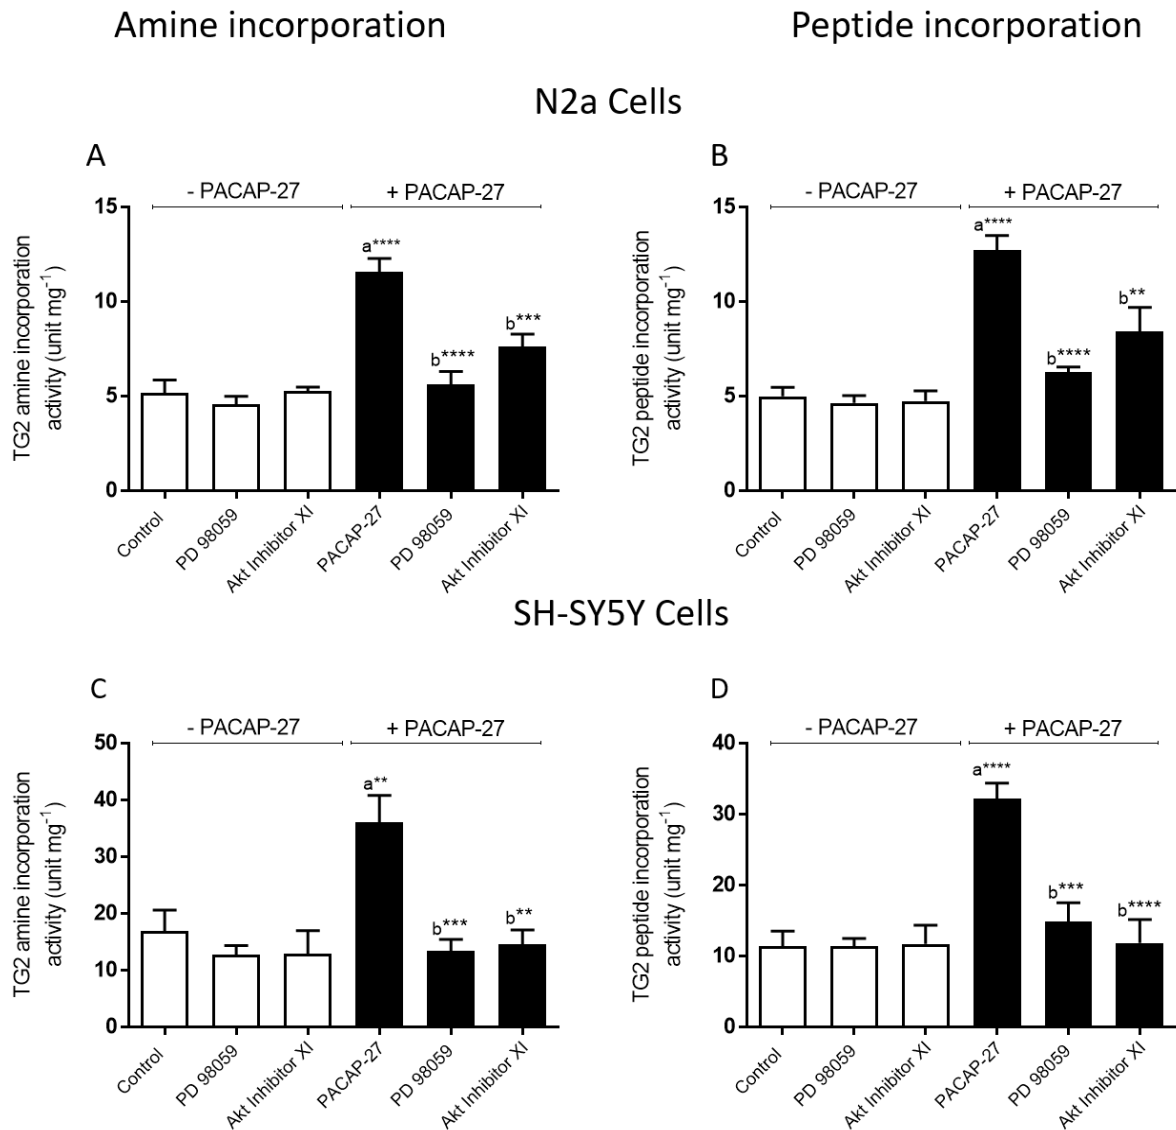 Amine incorporation
Peptide incorporation
N2a Cells
A
- PACAP-27
+ PACAP-27
TG2 amine incorporation
activity (unit mg⁻¹)
15
10
5
0
a****
b****
b***
Control
PD 98059
Akt Inhibitor XI
PACAP-27
PD 98059
Akt Inhibitor XI
B
- PACAP-27
+ PACAP-27
TG2 peptide incorporation
activity (unit mg⁻¹)
15
10
5
0
a****
b****
b**
Control
PD 98059
Akt Inhibitor XI
PACAP-27
PD 98059
Akt Inhibitor XI
SH-SY5Y Cells
C
- PACAP-27
+ PACAP-27
TG2 amine incorporation
activity (unit mg⁻¹)
50
40
30
20
10
0
a**
b***
b**
Control
PD 98059
Akt Inhibitor XI
PACAP-27
PD 98059
Akt Inhibitor XI
D
- PACAP-27
+ PACAP-27
TG2 peptide incorporation
activity (unit mg⁻¹)
40
30
20
10
0
a****
b***
b****
Control
PD 98059
Akt Inhibitor XI
PACAP-27
PD 98059
Akt Inhibitor XI